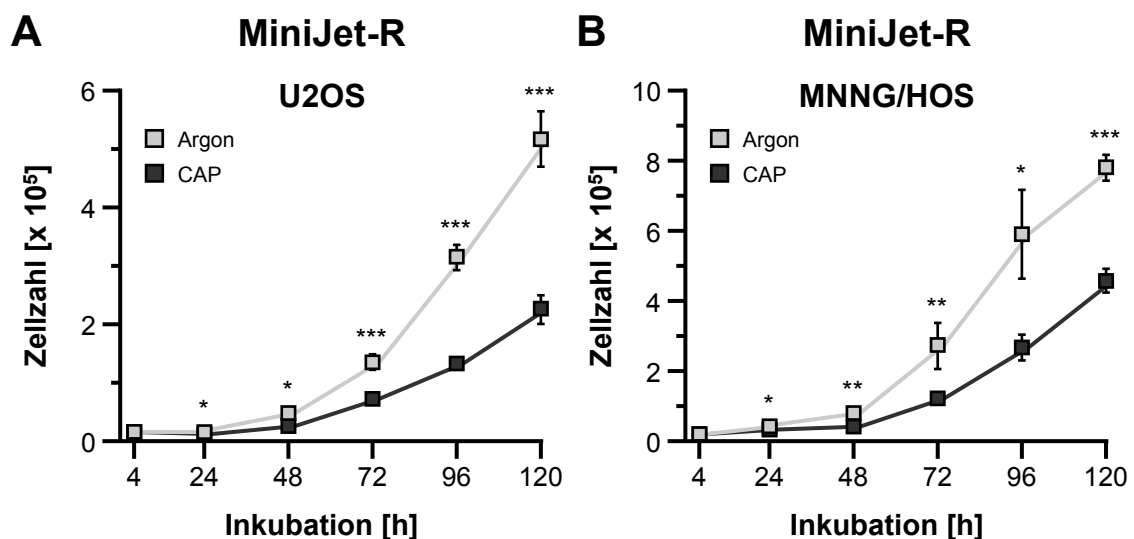 A
MiniJet-R
U2OS
Argon
CAP
Zellzahl [x 10⁵]
6
4
2
0
*
*
***
***
***
4 24 48 72 96 120
Inkubation [h]
B
MiniJet-R
MNNG/HOS
Argon
CAP
Zellzahl [x 10⁵]
10
8
6
4
2
0
*
**
**
*
***
4 24 48 72 96 120
Inkubation [h]